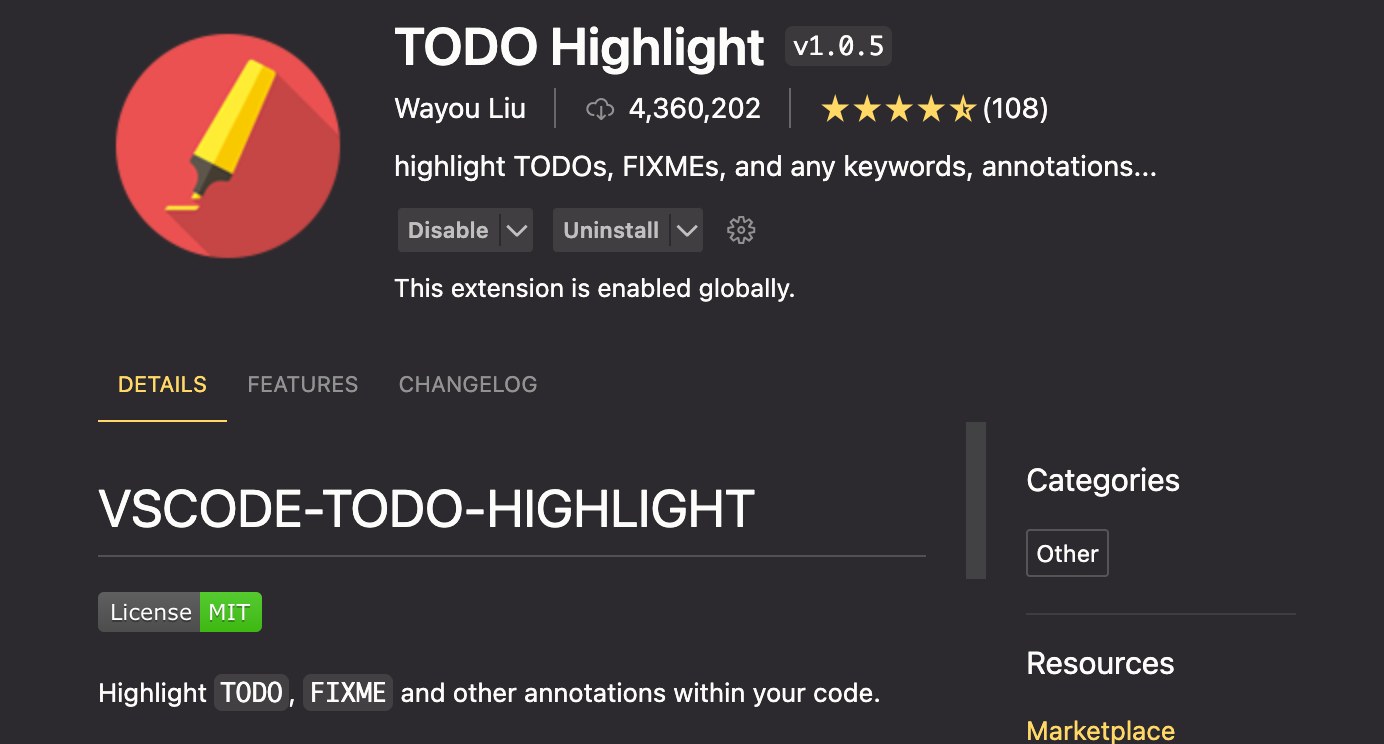 TODO Highlight v1.0.5
Wayou Liu 4,360,202 (108)
highlight TODOs, FIXMEs, and any keywords, annotations...
Disable Uninstall
This extension is enabled globally.
DETAILS FEATURES CHANGELOG
VSCODE-TODO-HIGHLIGHT
License MIT
Highlight TODO, FIXME and other annotations within your code.
Categories
Other
Resources
Marketplace